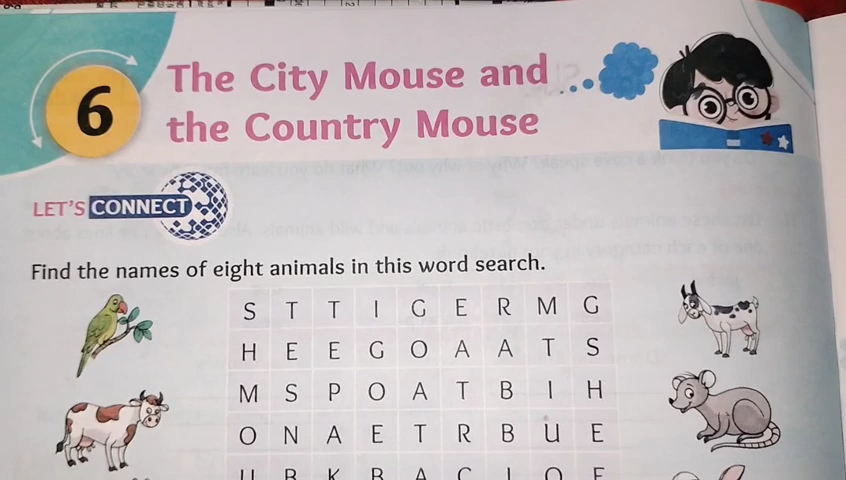 6
The City Mouse and
the Country Mouse
LET'S CONNECT
Find the names of eight animals in this word search.
S T T I G E R M G
H E E G O A A T S
M S P O A T B I H
O N A E T R B U E
U R K B A C I O E